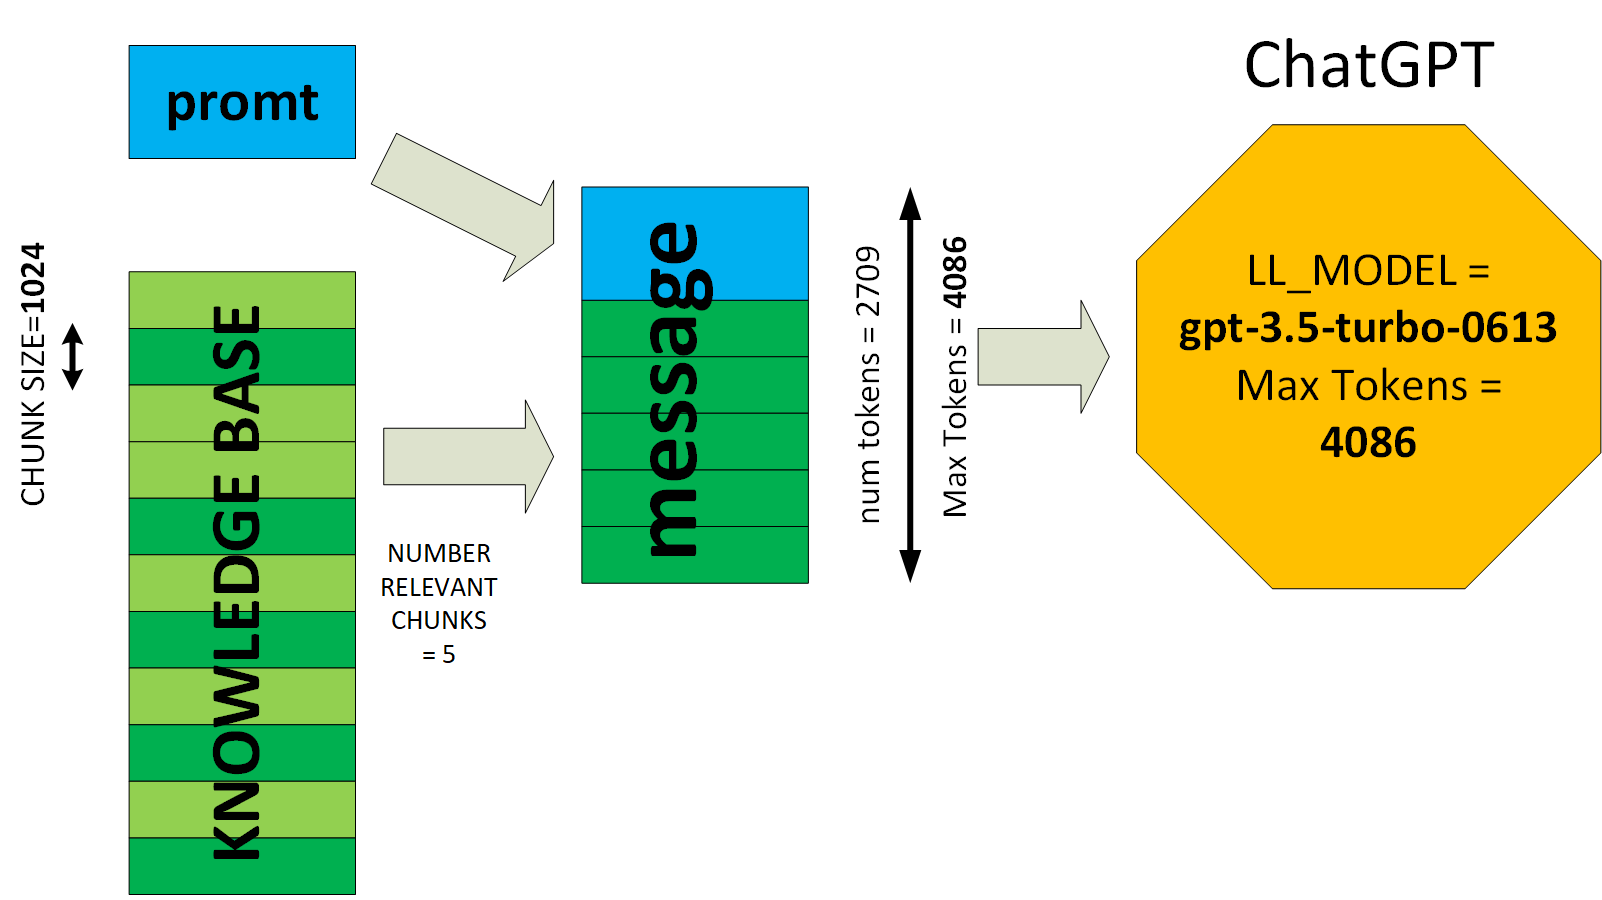 promt
CHUNK SIZE=1024
KNOWLEDGE BASE
NUMBER
RELEVANT
CHUNKS
= 5
message
num tokens = 2709
Max Tokens = 4086
ChatGPT
LL_MODEL =
gpt-3.5-turbo-0613
Max Tokens =
4086